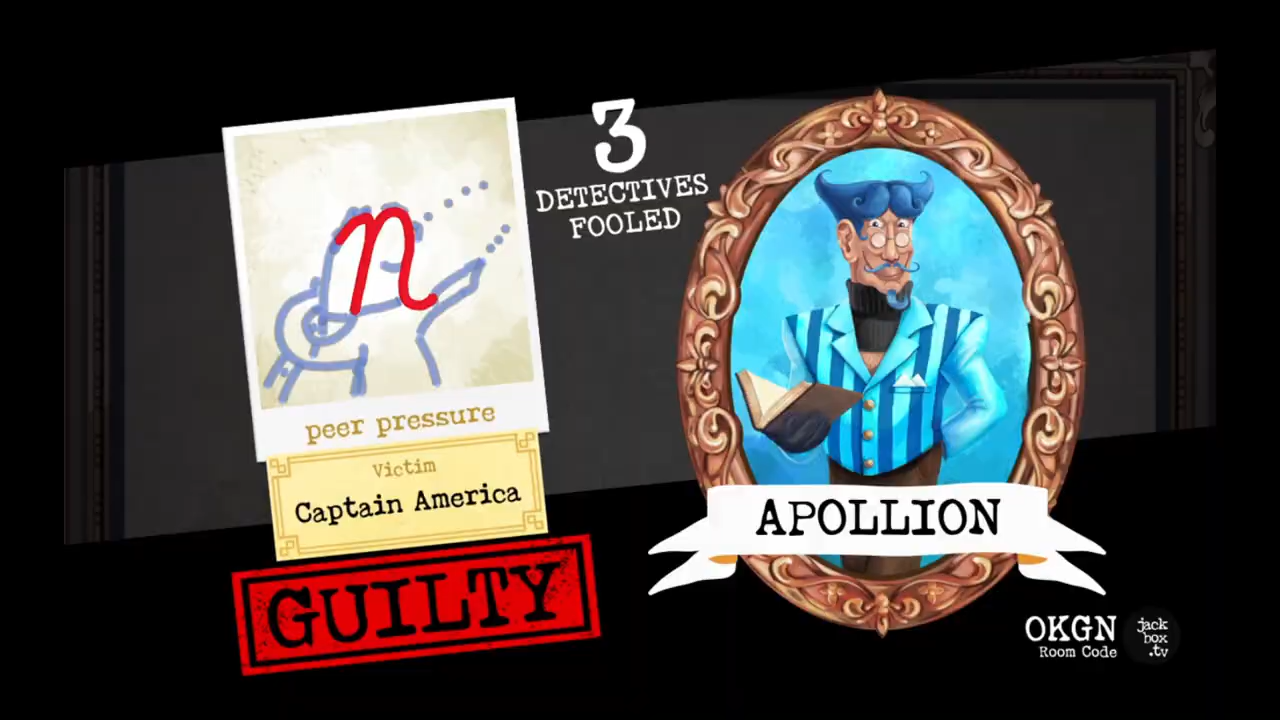 n
peer pressure
Victim
Captain America
GUILTY
3
DETECTIVES
FOOLED
APOLLION
OKGN
Room Code
jack
box
.tv